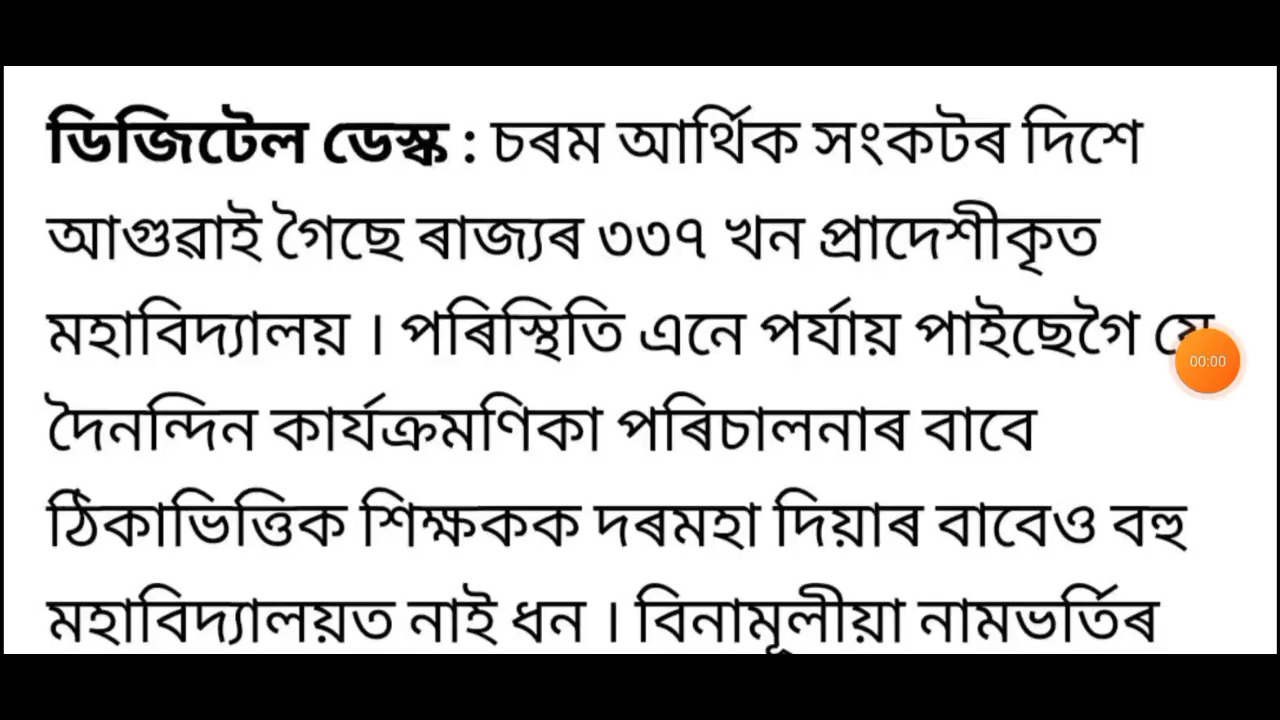 ডিজিটেল ডেস্ক : চৰম আৰ্থিক সংকটৰ দিশে
আগুৱাই গৈছে ৰাজ্যৰ ৩৩৭ খন প্ৰাদেশীকৃত
মহাবিদ্যালয় । পৰিস্থিতি এনে পৰ্যায় পাইছেগৈ যে
00:00
দৈনন্দিন কাৰ্যক্ৰমণিকা পৰিচালনাৰ বাবে
ঠিকাভিত্তিক শিক্ষকক দৰমহা দিয়াৰ বাবেও বহু
মহাবিদ্যালয়ত নাই ধন । বিনামূলীয়া নামভৰ্তিৰ